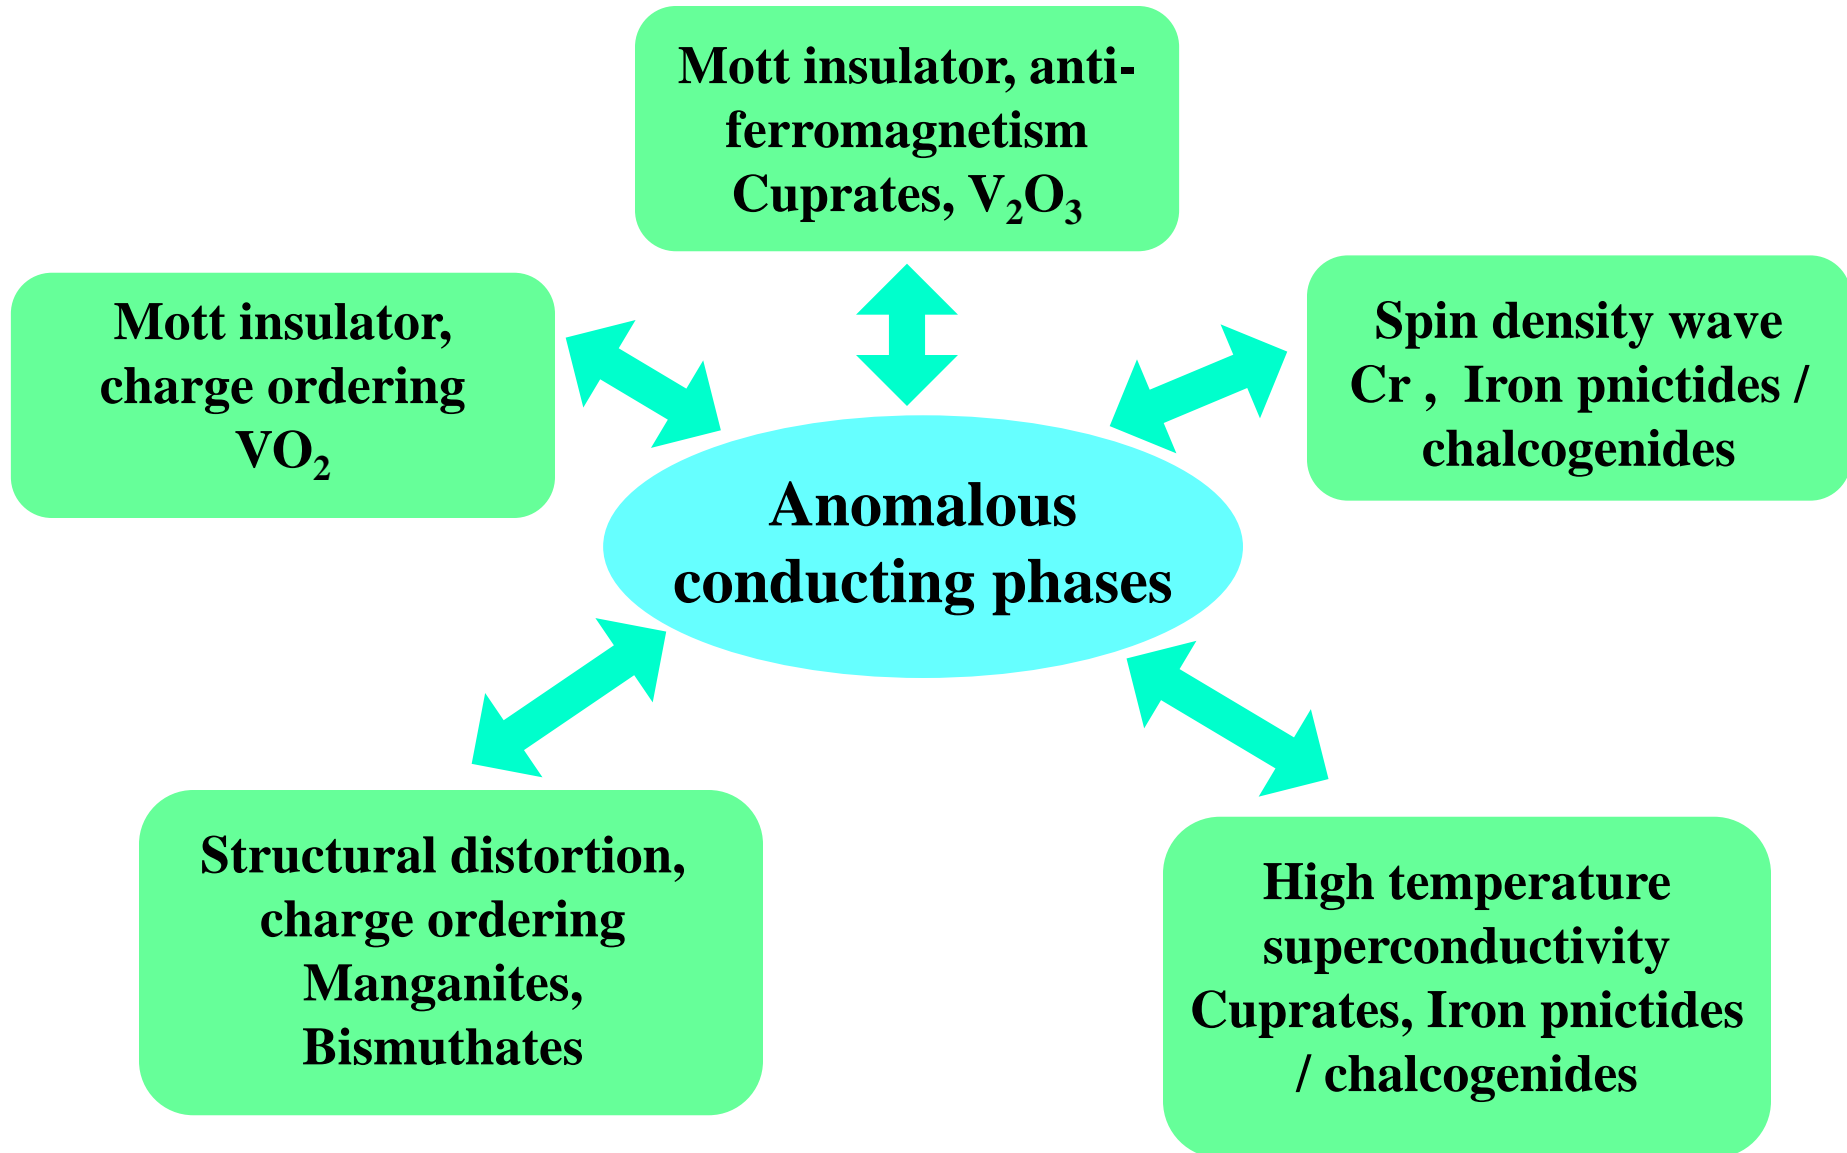 Mott insulator, anti-
ferromagnetism
Cuprates, V₂O₃
Mott insulator,
charge ordering
VO₂
Spin density wave
Cr ,  Iron pnictides /
chalcogenides
Anomalous
conducting phases
Structural distortion,
charge ordering
Manganites,
Bismuthates
High temperature
superconductivity
Cuprates, Iron pnictides
/ chalcogenides